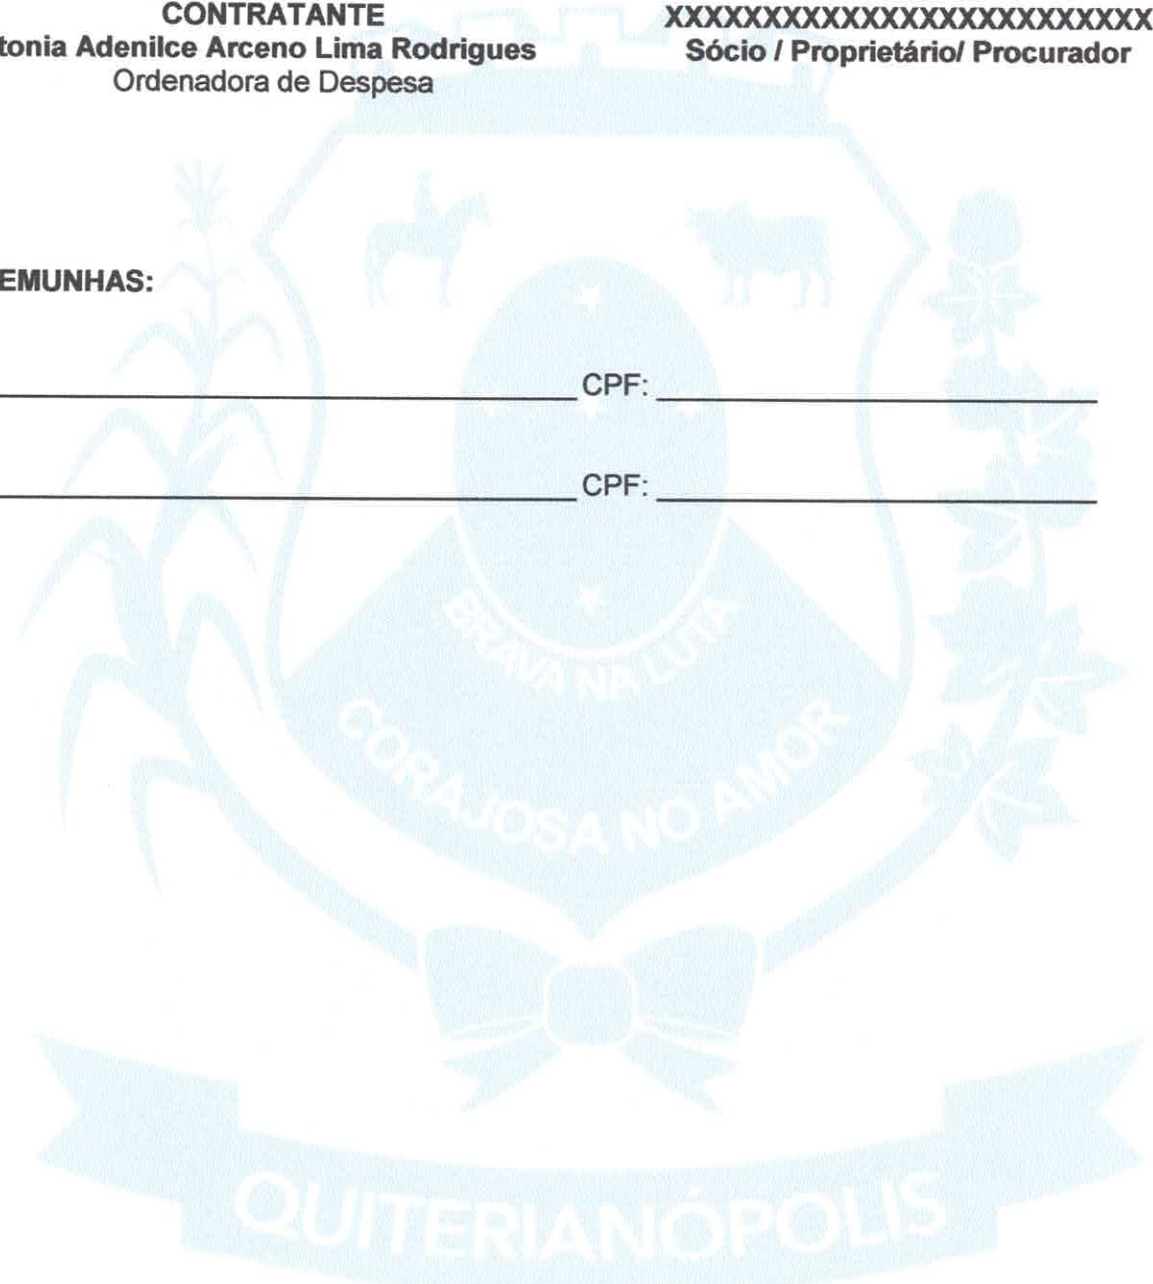 CONTRATANTE
tonia Adenilce Arceno Lima Rodrigues
Ordenadora de Despesa
XXXXXXXXXXXXXXXXXXXXXXXXXX
Sócio / Proprietário/ Procurador
EMUNHAS:
CPF:
CPF:
BRAVA NA LUTA
CORAJOSA NO AMOR
QUITERIANÓPOLIS